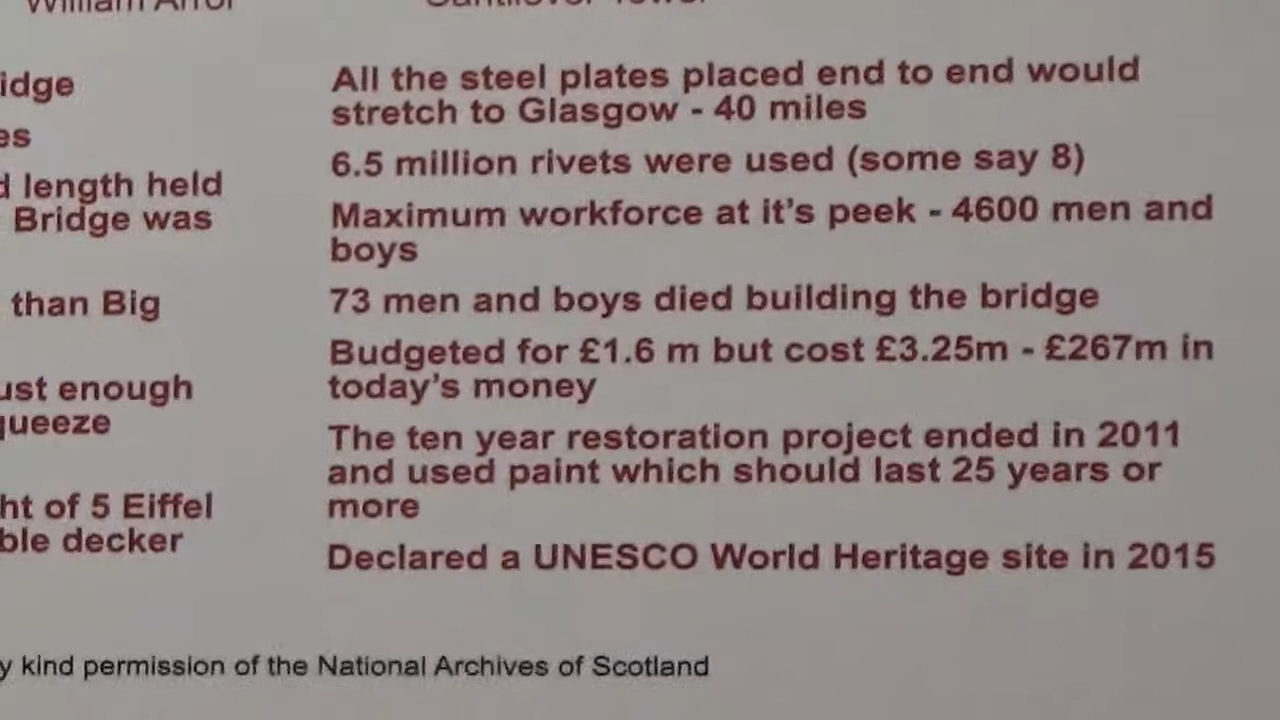 William Arrol
Cantilever Tower
idge
es
d length held
Bridge was
than Big
ust enough
queeze
ht of 5 Eiffel
ble decker
All the steel plates placed end to end would
stretch to Glasgow - 40 miles
6.5 million rivets were used (some say 8)
Maximum workforce at it's peek - 4600 men and
boys
73 men and boys died building the bridge
Budgeted for £1.6 m but cost £3.25m - £267m in
today's money
The ten year restoration project ended in 2011
and used paint which should last 25 years or
more
Declared a UNESCO World Heritage site in 2015
y kind permission of the National Archives of Scotland